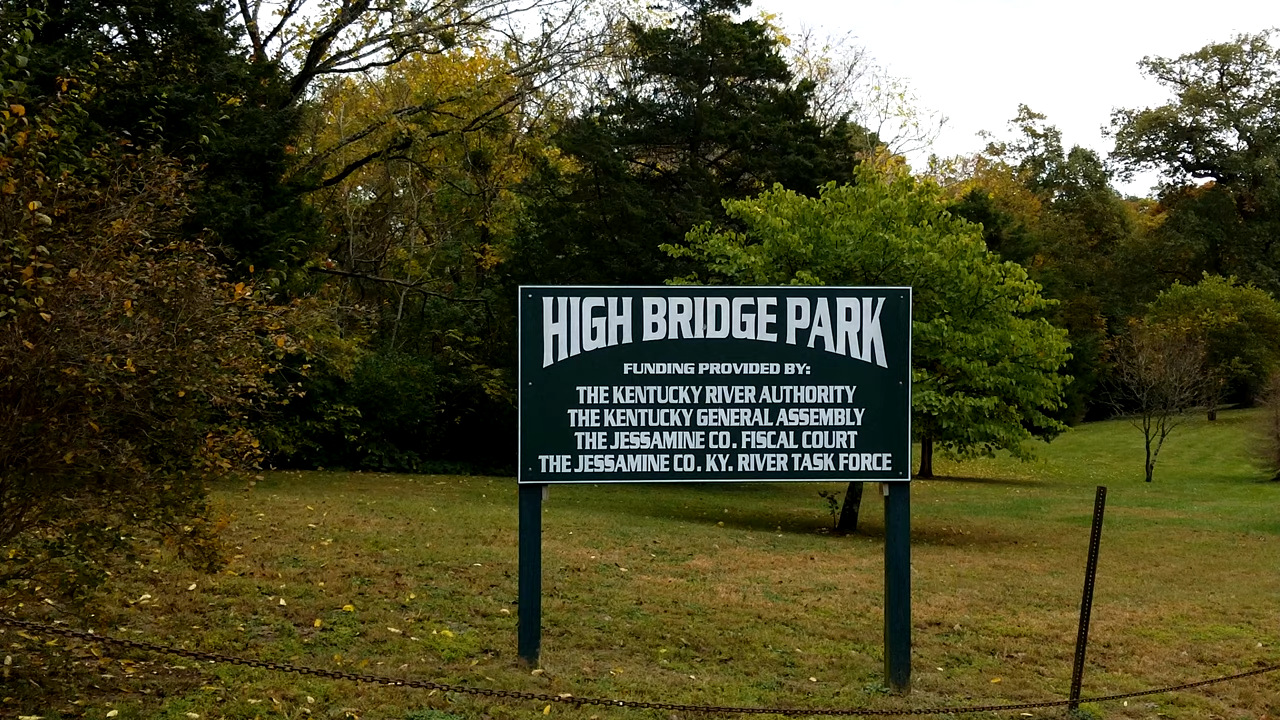 HIGH BRIDGE PARK
FUNDING PROVIDED BY:
THE KENTUCKY RIVER AUTHORITY
THE KENTUCKY GENERAL ASSEMBLY
THE JESSAMINE CO. FISCAL COURT
THE JESSAMINE CO. KY. RIVER TASK FORCE